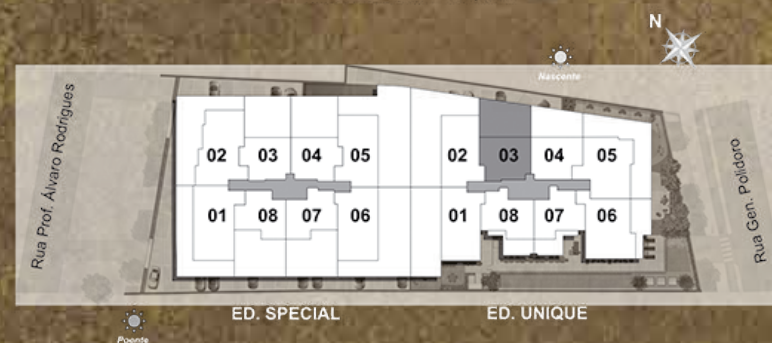 N
Nascente
Rua Prof. Álvaro Rodrigues
02 03 04 05 02 03 04 05
01 08 07 06 01 08 07 06
Rua Gen. Polidoro
ED. SPECIAL ED. UNIQUE
Poente